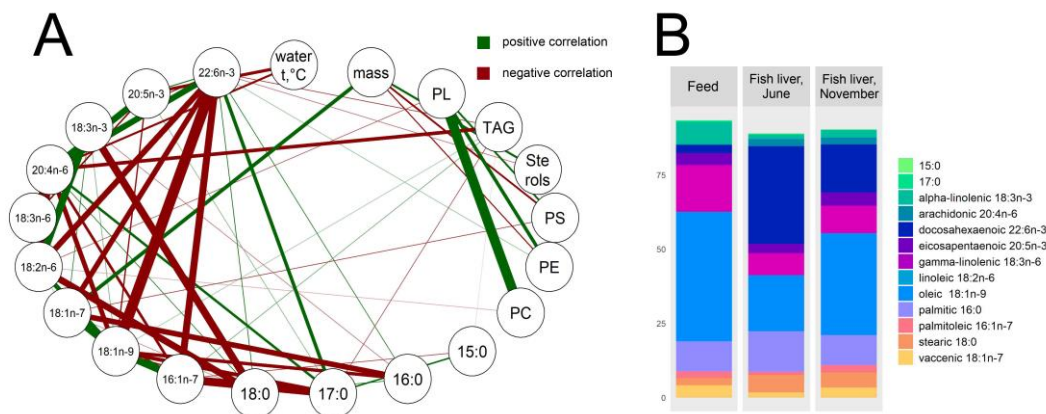 A
positive correlation
negative correlation
22:6n-3
water
t,°C
mass
PL
TAG
Ste
rols
PS
PE
PC
15:0
16:0
17:0
18:0
16:1n-7
18:1n-9
18:1n-7
18:2n-6
18:3n-6
20:4n-6
18:3n-3
20:5n-3
B
Feed
Fish liver,
June
Fish liver,
November
75
50
25
0
15:0
17:0
alpha-linolenic 18:3n-3
arachidonic 20:4n-6
docosahexaenoic 22:6n-3
eicosapentaenoic 20:5n-3
gamma-linolenic 18:3n-6
linoleic 18:2n-6
oleic 18:1n-9
palmitic 16:0
palmitoleic 16:1n-7
stearic 18:0
vaccenic 18:1n-7